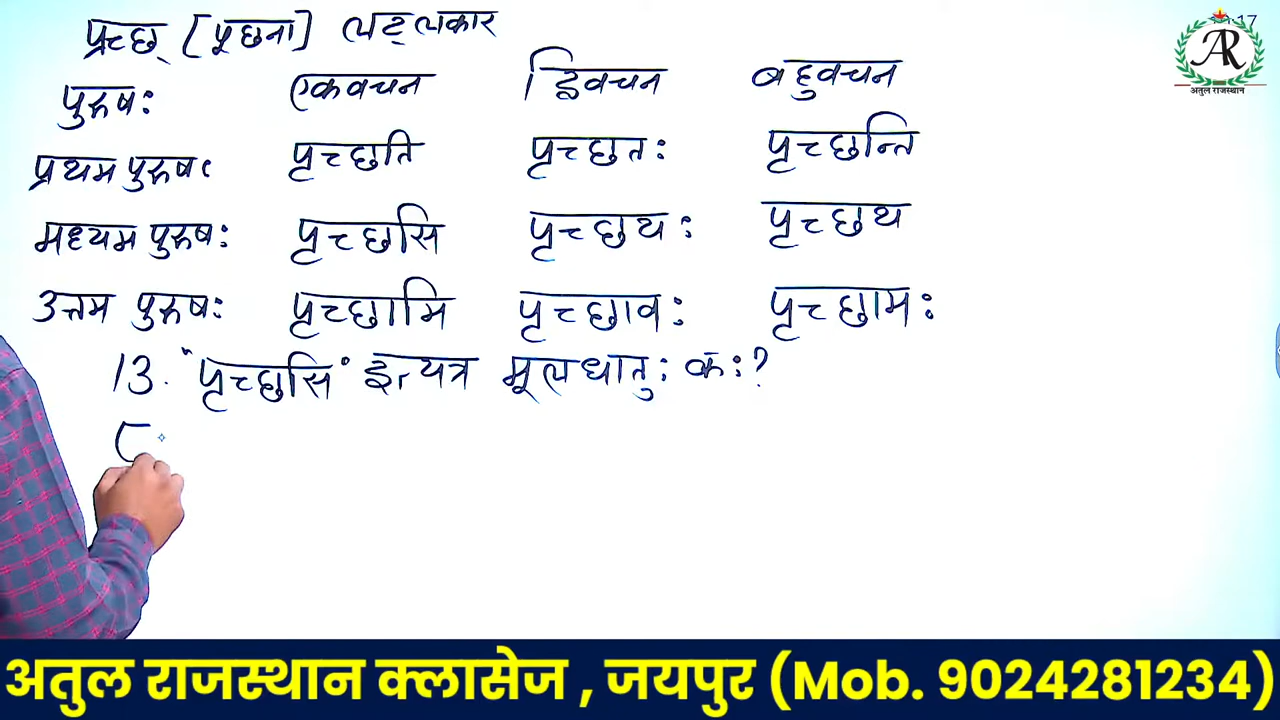 प्रच्छ् [पूछना] लट् लकार
पुरुषः एकवचन द्विवचन बहुवचन
प्रथम पुरुषः पृच्छति पृच्छतः पृच्छन्ति
मध्यम पुरुषः पृच्छसि पृच्छथः पृच्छथ
उत्तम पुरुषः पृच्छामि पृच्छावः पृच्छामः
13. "पृच्छसि" इत्यत्र मूलधातुः कः?
AR
अतुल राजस्थान
अतुल राजस्थान क्लासेज , जयपुर (Mob. 9024281234)